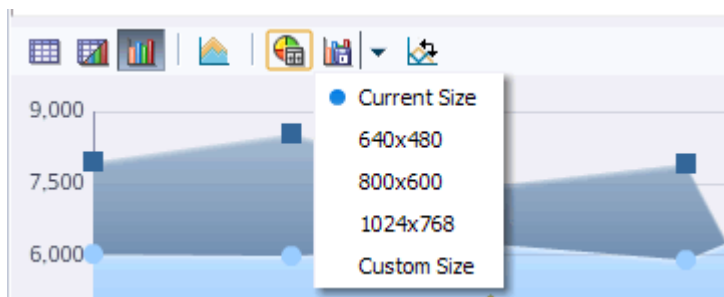 Current Size
640x480
800x600
1024x768
Custom Size
9,000
7,500
6,000